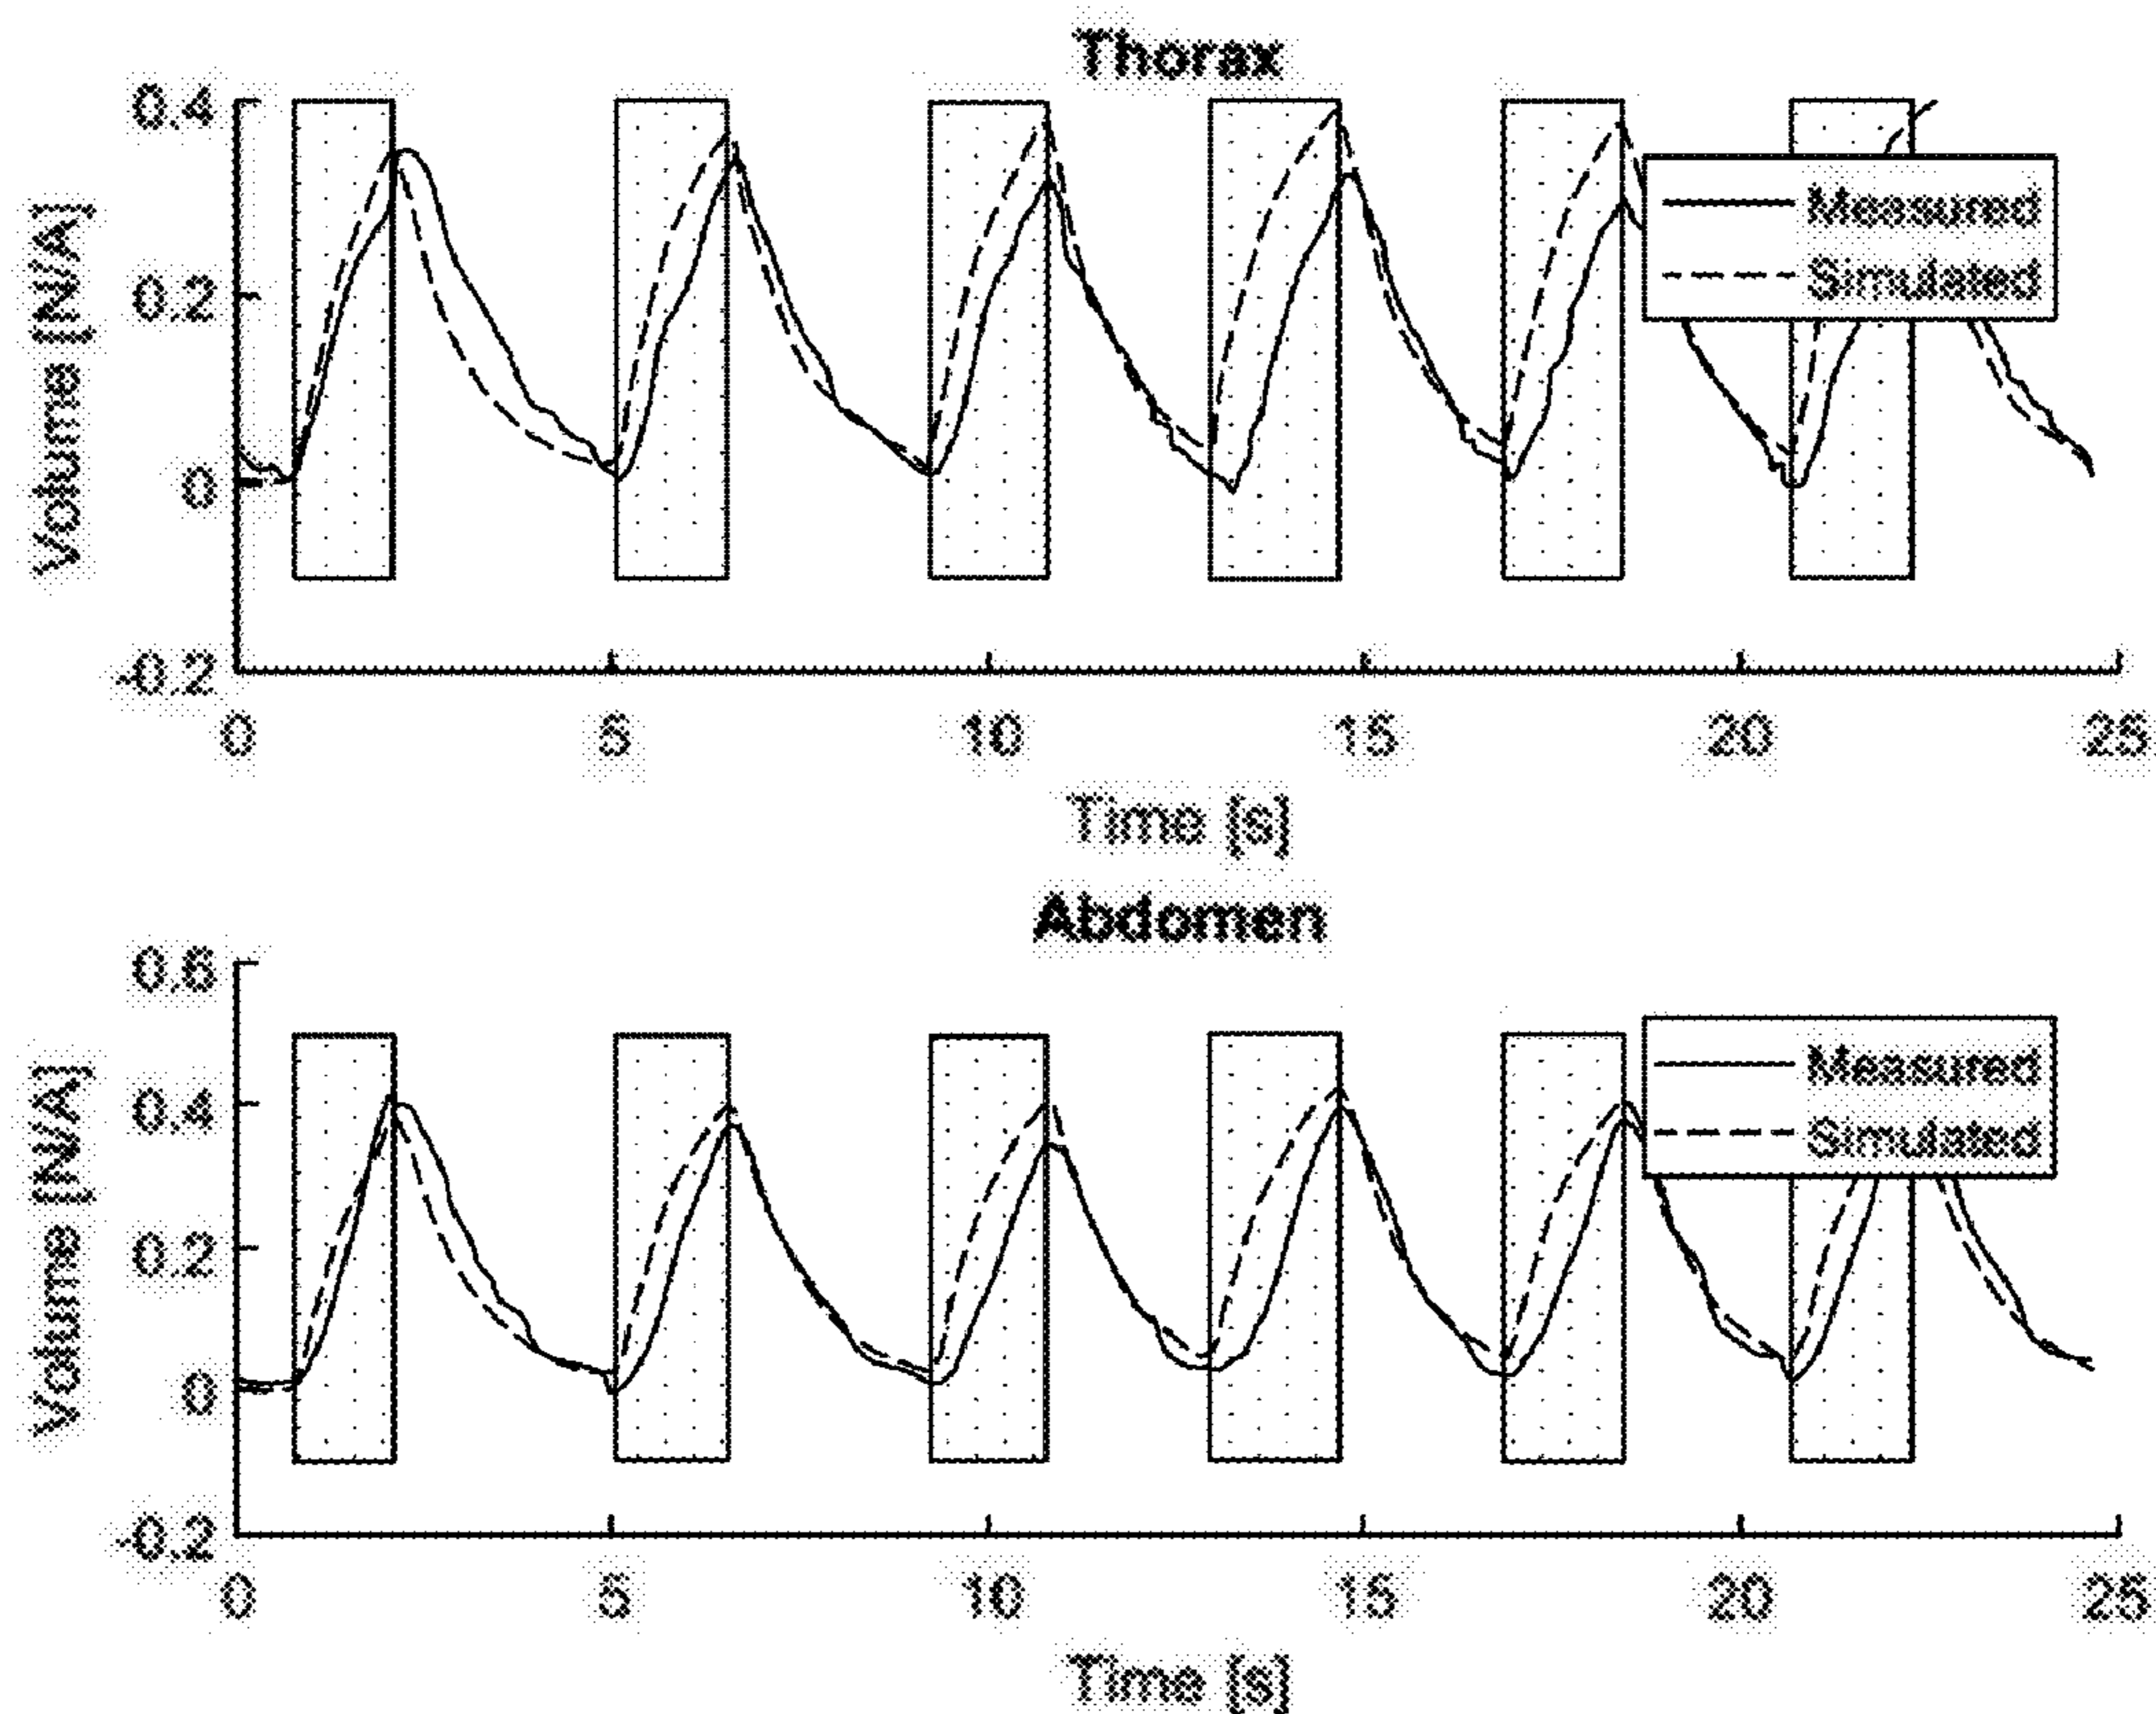 Thorax
Volume [N/A]
0.4
0.2
0
-0.2
Measured
Simulated
0 5 10 15 20 25
Time [s]
Abdomen
Volume [N/A]
0.6
0.4
0.2
0
-0.2
Measured
Simulated
0 5 10 15 20 25
Time [s]